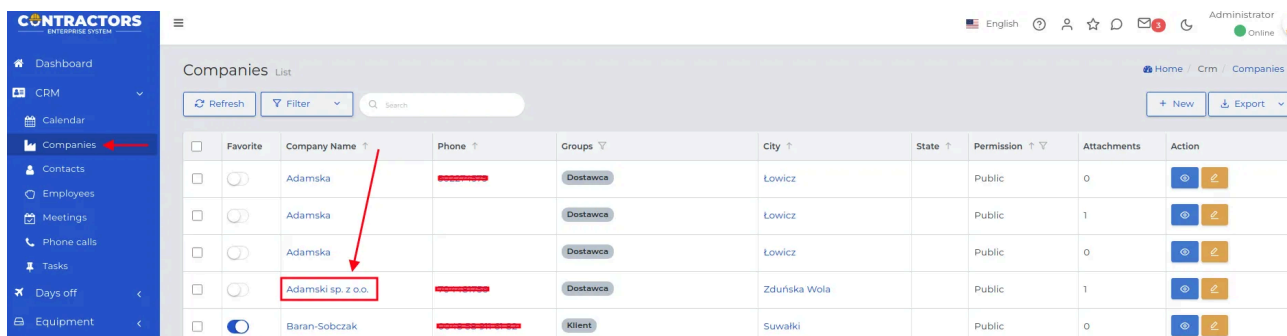 CONTRACTORS
ENTERPRISE SYSTEM
English
3
Administrator
Online
Dashboard
CRM
Calendar
Companies
Contacts
Employees
Meetings
Phone calls
Tasks
Days off
Equipment
Companies List
Home / Crm / Companies
Refresh
Filter
Search
+ New
Export
Favorite Company Name ↑ Phone ↑ Groups City ↑ State ↑ Permission ↑ Attachments Action
Adamska Dostawca Łowicz Public 0
Adamska Dostawca Łowicz Public 1
Adamska Dostawca Łowicz Public 0
Adamski sp. z o.o. Dostawca Zduńska Wola Public 1
Baran-Sobczak Klient Suwałki Public 0